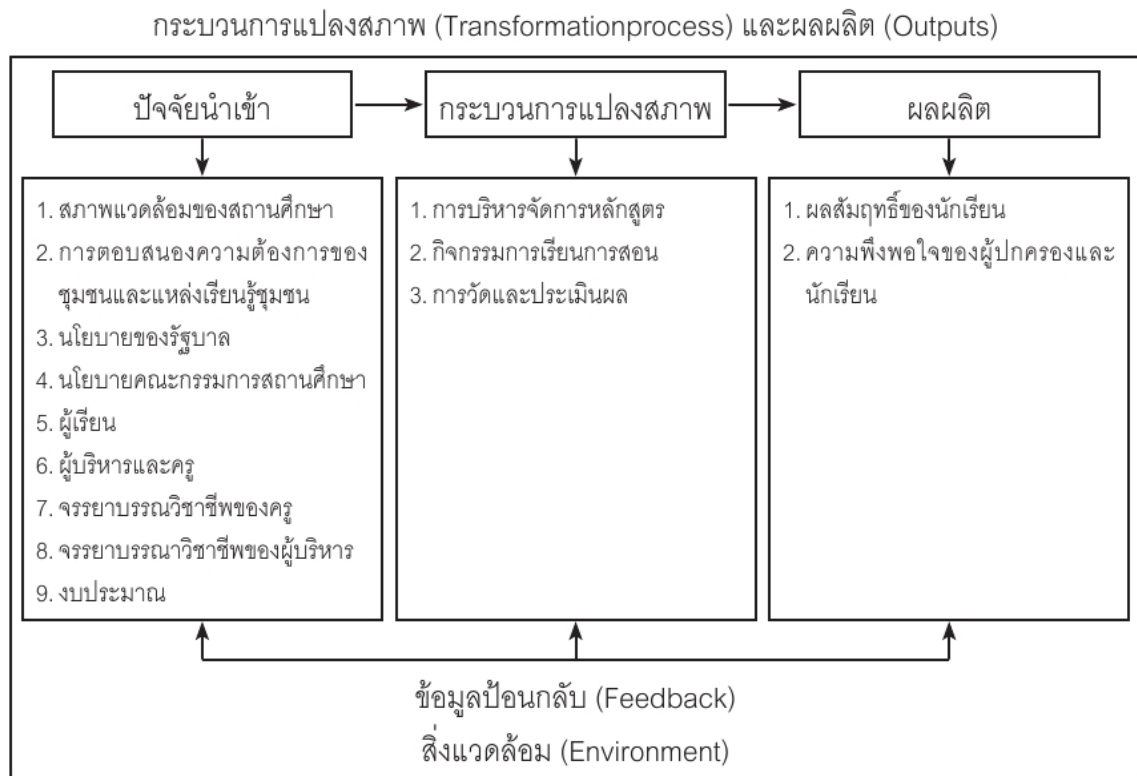 กระบวนการแปลงสภาพ (Transformationprocess) และผลผลิต (Outputs)
ปัจจัยนำเข้า
กระบวนการแปลงสภาพ
ผลผลิต
1. สภาพแวดล้อมของสถานศึกษา
2. การตอบสนองความต้องการของ
ชุมชนและแหล่งเรียนรู้ชุมชน
3. นโยบายของรัฐบาล
4. นโยบายคณะกรรมการสถานศึกษา
5. ผู้เรียน
6. ผู้บริหารและครู
7. จรรยาบรรณวิชาชีพของครู
8. จรรยาบรรณาวิชาชีพของผู้บริหาร
9. งบประมาณ
1. การบริหารจัดการหลักสูตร
2. กิจกรรมการเรียนการสอน
3. การวัดและประเมินผล
1. ผลสัมฤทธิ์ของนักเรียน
2. ความพึงพอใจของผู้ปกครองและ
นักเรียน
ข้อมูลป้อนกลับ (Feedback)
สิ่งแวดล้อม (Environment)